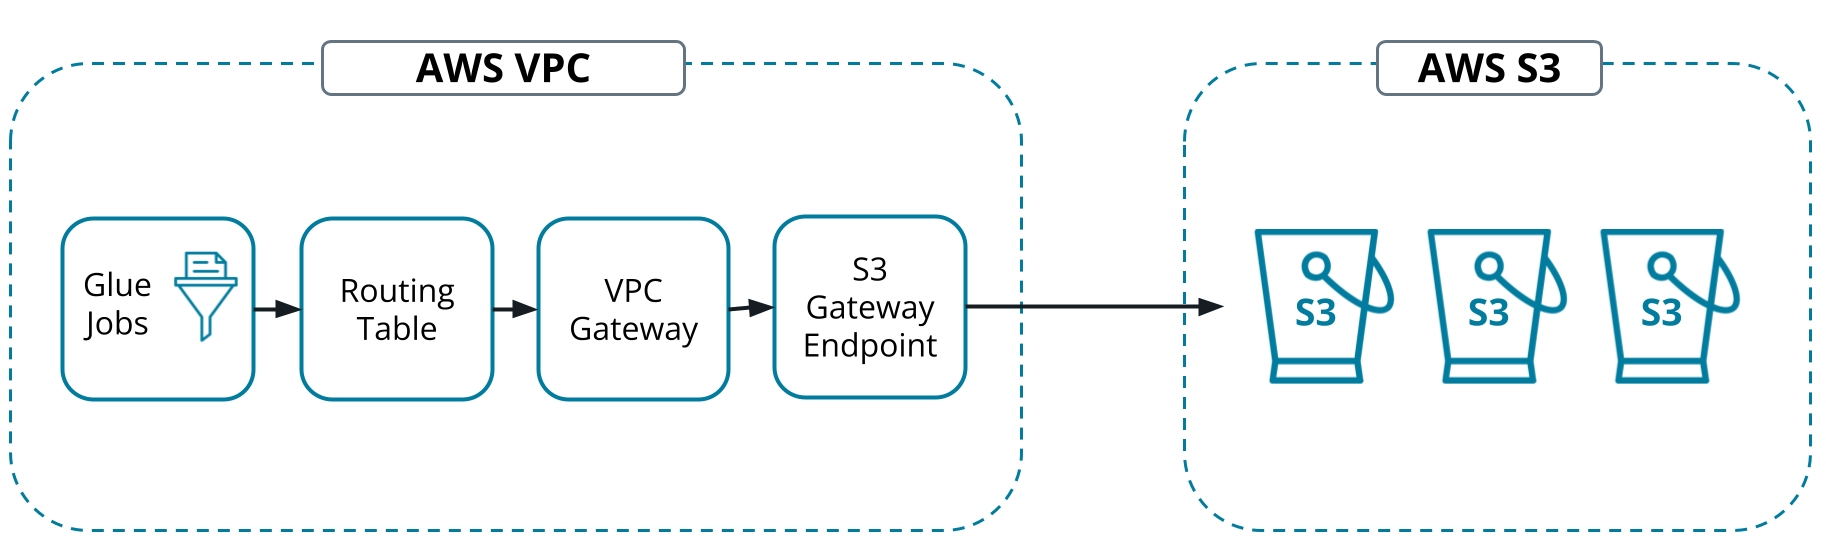 AWS VPC
AWS S3
Glue
Jobs
Routing
Table
VPC
Gateway
S3
Gateway
Endpoint
S3
S3
S3